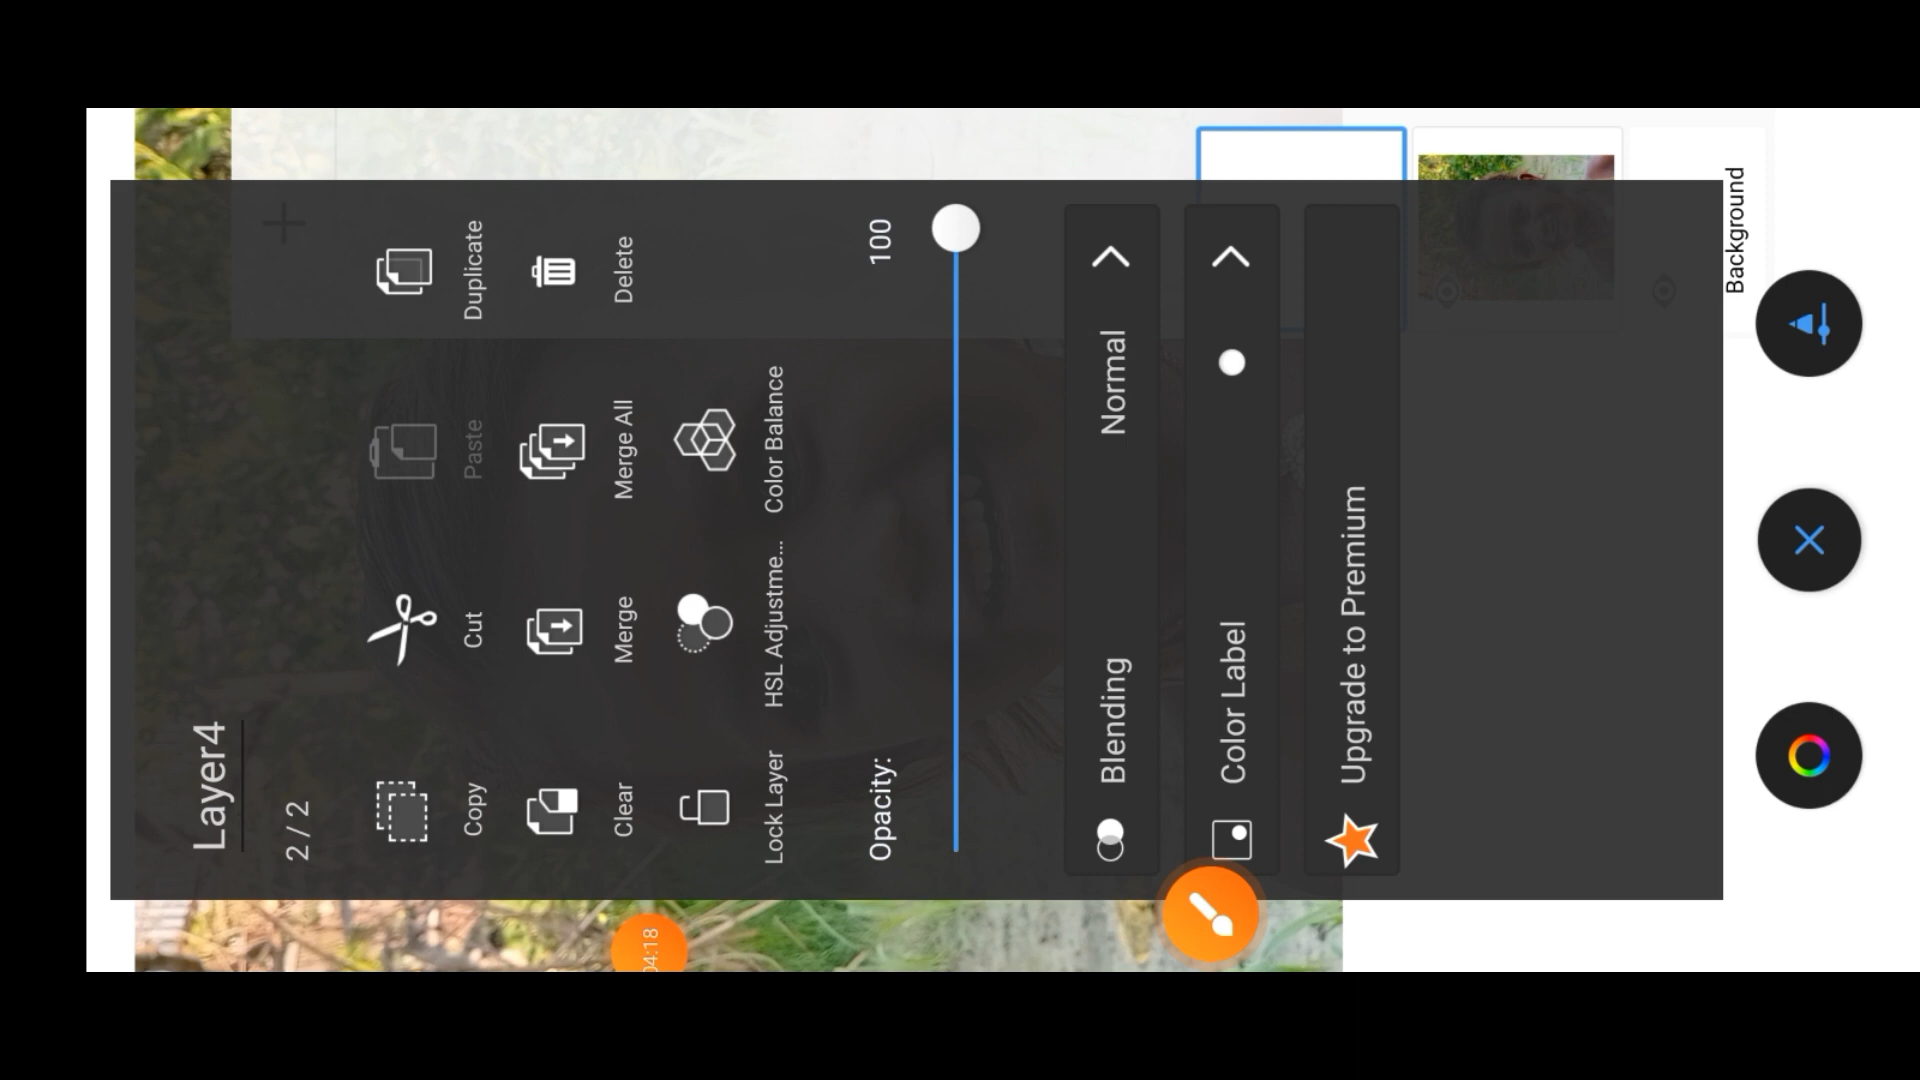 Layer4
2 / 2
Copy
Cut
Paste
Duplicate
Clear
Merge
Merge All
Delete
Lock Layer
HSL Adjustme...
Color Balance
Opacity:
100
Blending
Normal
Color Label
Upgrade to Premium
Background
04:18